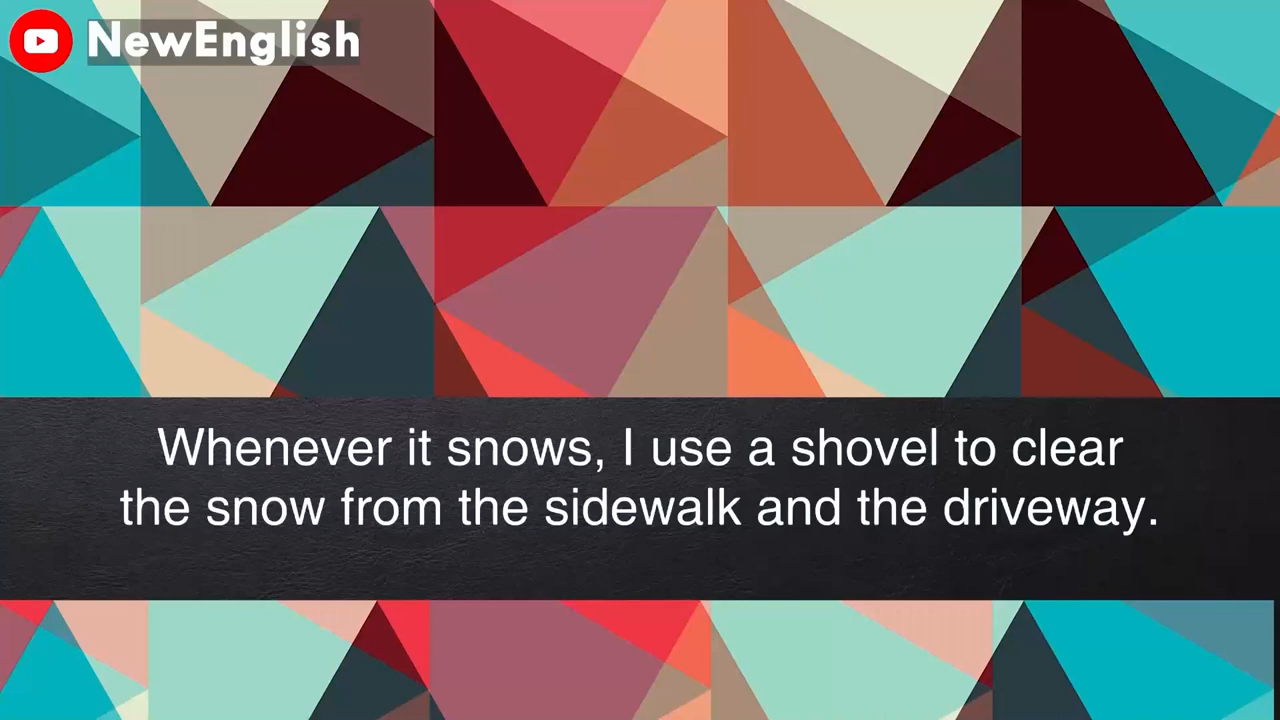 NewEnglish
Whenever it snows, I use a shovel to clear
the snow from the sidewalk and the driveway.